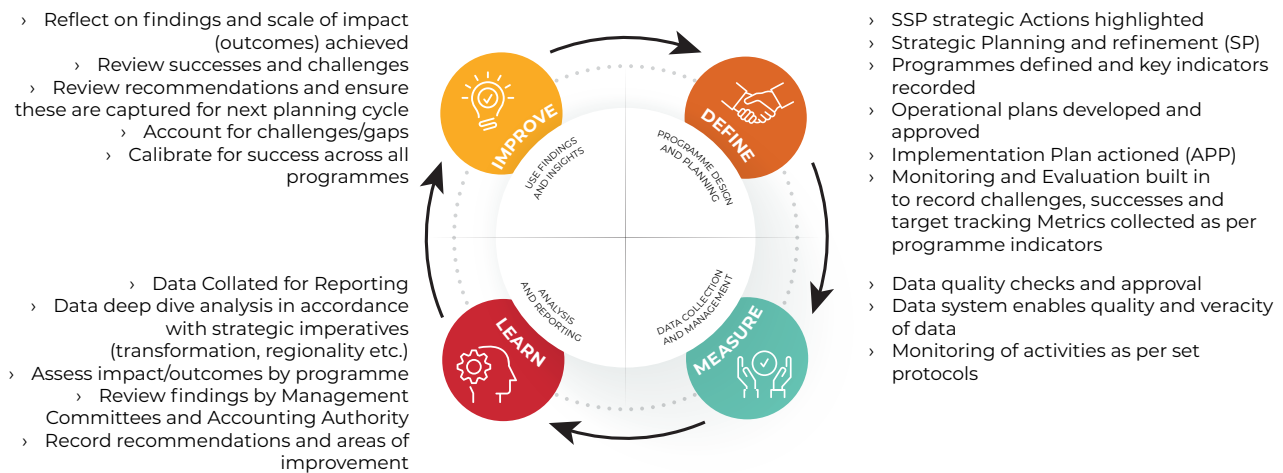 › Reflect on findings and scale of impact
(outcomes) achieved
› Review successes and challenges
› Review recommendations and ensure
these are captured for next planning cycle
› Account for challenges/gaps
› Calibrate for success across all
programmes
IMPROVE
USE FINDINGS
AND INSIGHTS
DEFINE
PROGRAMME DESIGN
AND PLANNING
› SSP strategic Actions highlighted
› Strategic Planning and refinement (SP)
› Programmes defined and key indicators
recorded
› Operational plans developed and
approved
› Implementation Plan actioned (APP)
› Monitoring and Evaluation built in
to record challenges, successes and
target tracking Metrics collected as per
programme indicators
› Data Collated for Reporting
› Data deep dive analysis in accordance
with strategic imperatives
(transformation, regionality etc.)
› Assess impact/outcomes by programme
› Review findings by Management
Committees and Accounting Authority
› Record recommendations and areas of
improvement
LEARN
ANALYSIS
AND REPORTING
MEASURE
DATA COLLECTION
AND MANAGEMENT
› Data quality checks and approval
› Data system enables quality and veracity
of data
› Monitoring of activities as per set
protocols